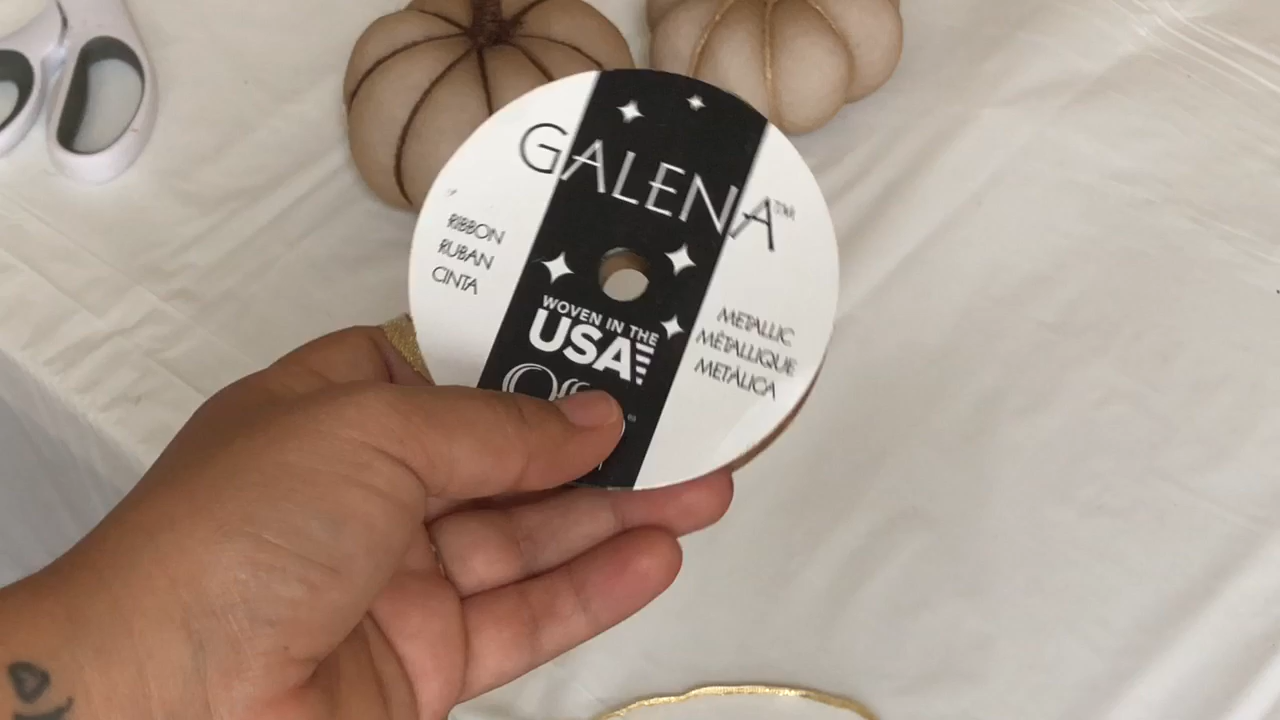 GALENA™
RIBBON
RUBAN
CINTA
WOVEN IN THE
USA
METALLIC
MÉTALLIQUE
METÁLICA